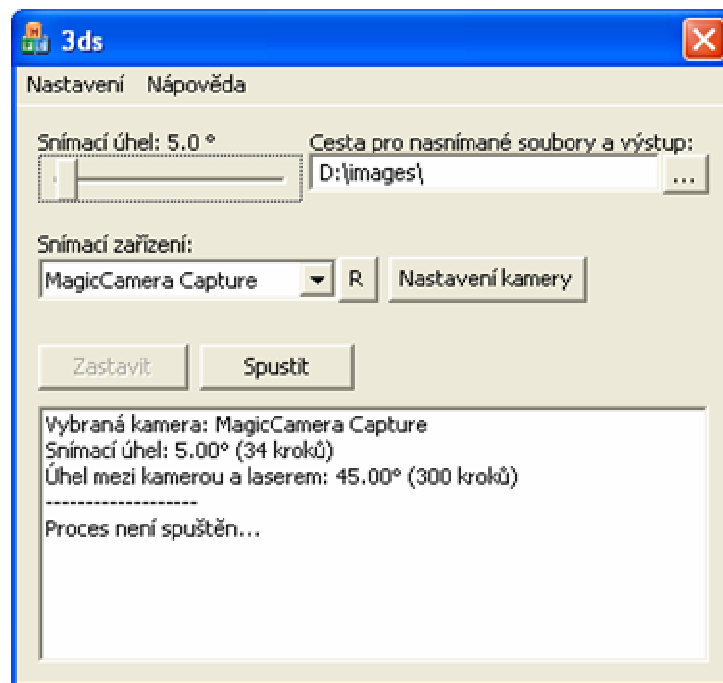 3ds
Nastavení Nápověda
Snímací úhel: 5.0 °
Cesta pro nasnímané soubory a výstup:
D:\images\
...
Snímací zařízení:
MagicCamera Capture
R
Nastavení kamery
Zastavit
Spustit
Vybraná kamera: MagicCamera Capture
Snímací úhel: 5.00° (34 kroků)
Úhel mezi kamerou a laserem: 45.00° (300 kroků)
-------------------
Proces není spuštěn...